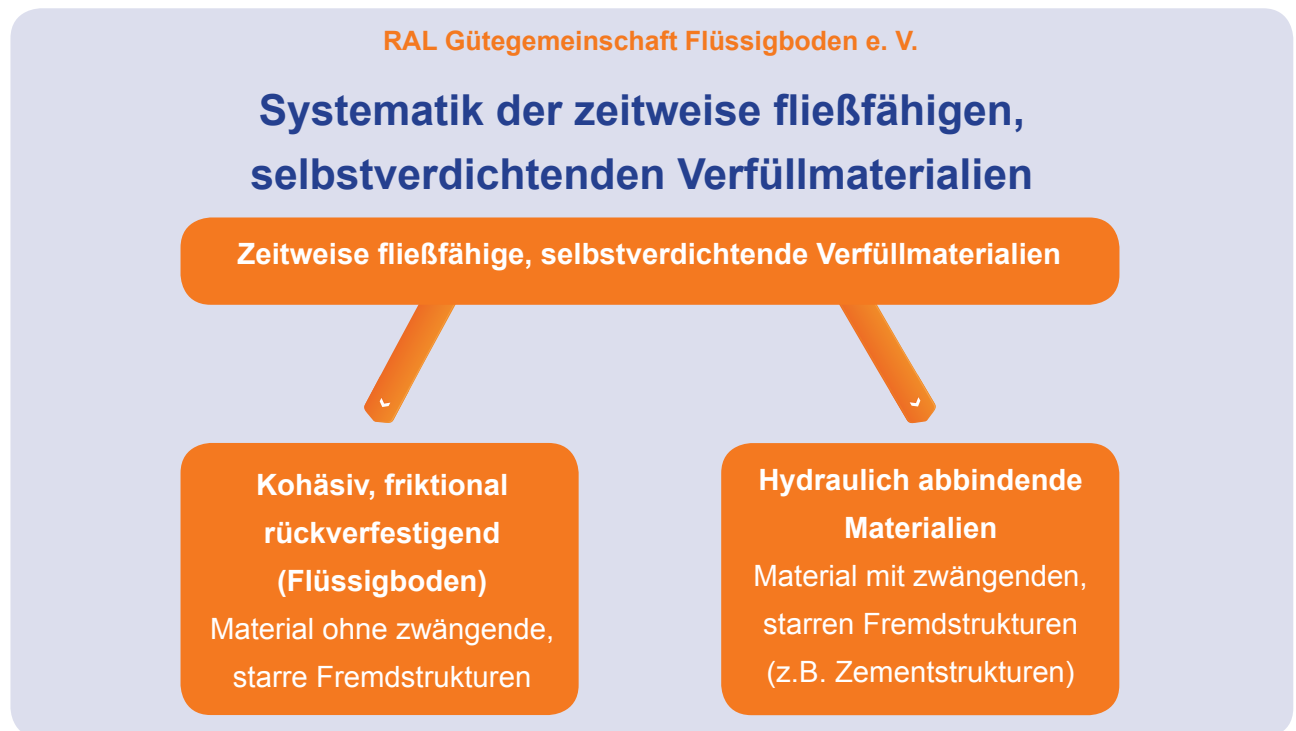 RAL Gütegemeinschaft Flüssigboden e. V.
Systematik der zeitweise fließfähigen,
selbstverdichtenden Verfüllmaterialien
Zeitweise fließfähige, selbstverdichtende Verfüllmaterialien
Kohäsiv, friktional
rückverfestigend
(Flüssigboden)
Material ohne zwängende,
starre Fremdstrukturen
Hydraulich abbindende
Materialien
Material mit zwängenden,
starren Fremdstrukturen
(z.B. Zementstrukturen)